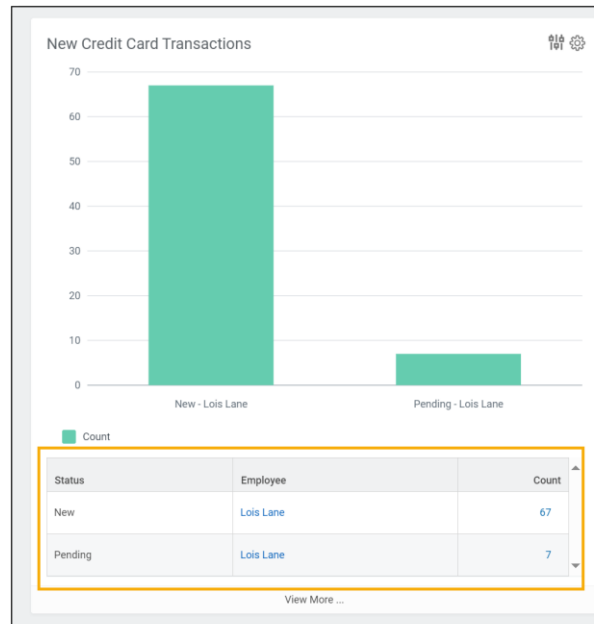 New Credit Card Transactions
70
60
50
40
30
20
10
0
New - Lois Lane Pending - Lois Lane
Count
Status Employee Count
New Lois Lane 67
Pending Lois Lane 7
View More ...